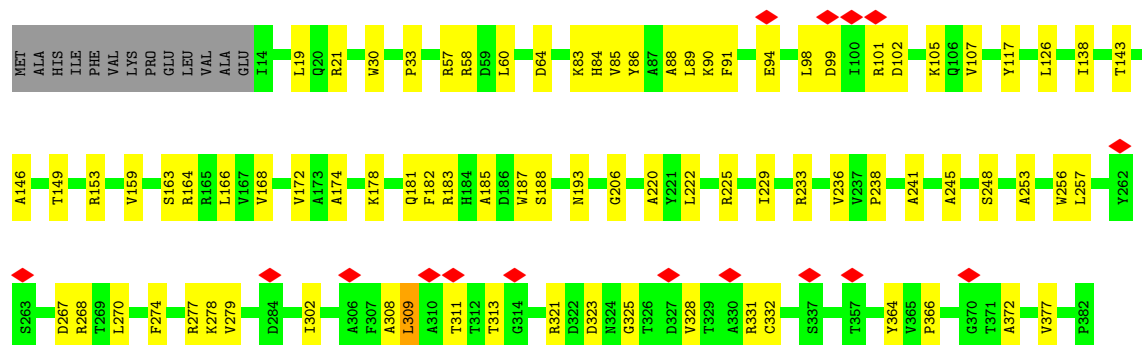 MET ALA HIS ILE PHE VAL LYS PRO GLU LEU VAL ALA GLU I14 L19 Q20 R21 W30 P33 R57 R58 D59 L60 D64 K83 H84 V85 Y86 A87 A88 L89 K90 F91 E94 L98 D99 I100 R101 D102 K105 Q106 V107 Y117 L126 I138 T143
A146 T149 R153 V159 S163 R164 R165 L166 V167 V168 V172 A173 A174 K178 Q181 F182 R183 H184 A185 D186 W187 S188 N193 G206 A220 Y221 L222 R225 I229 R233 V236 V237 P238 A241 A245 S248 A253 W256 L257 Y262
S263 D267 R268 T269 L270 F274 R277 K278 V279 D284 I302 A306 F307 A308 L309 A310 T311 T312 T313 G314 R321 D322 D323 N324 G325 T326 D327 V328 T329 A330 R331 C332 S337 T357 Y364 V365 P366 G370 T371 A372 V377 P382